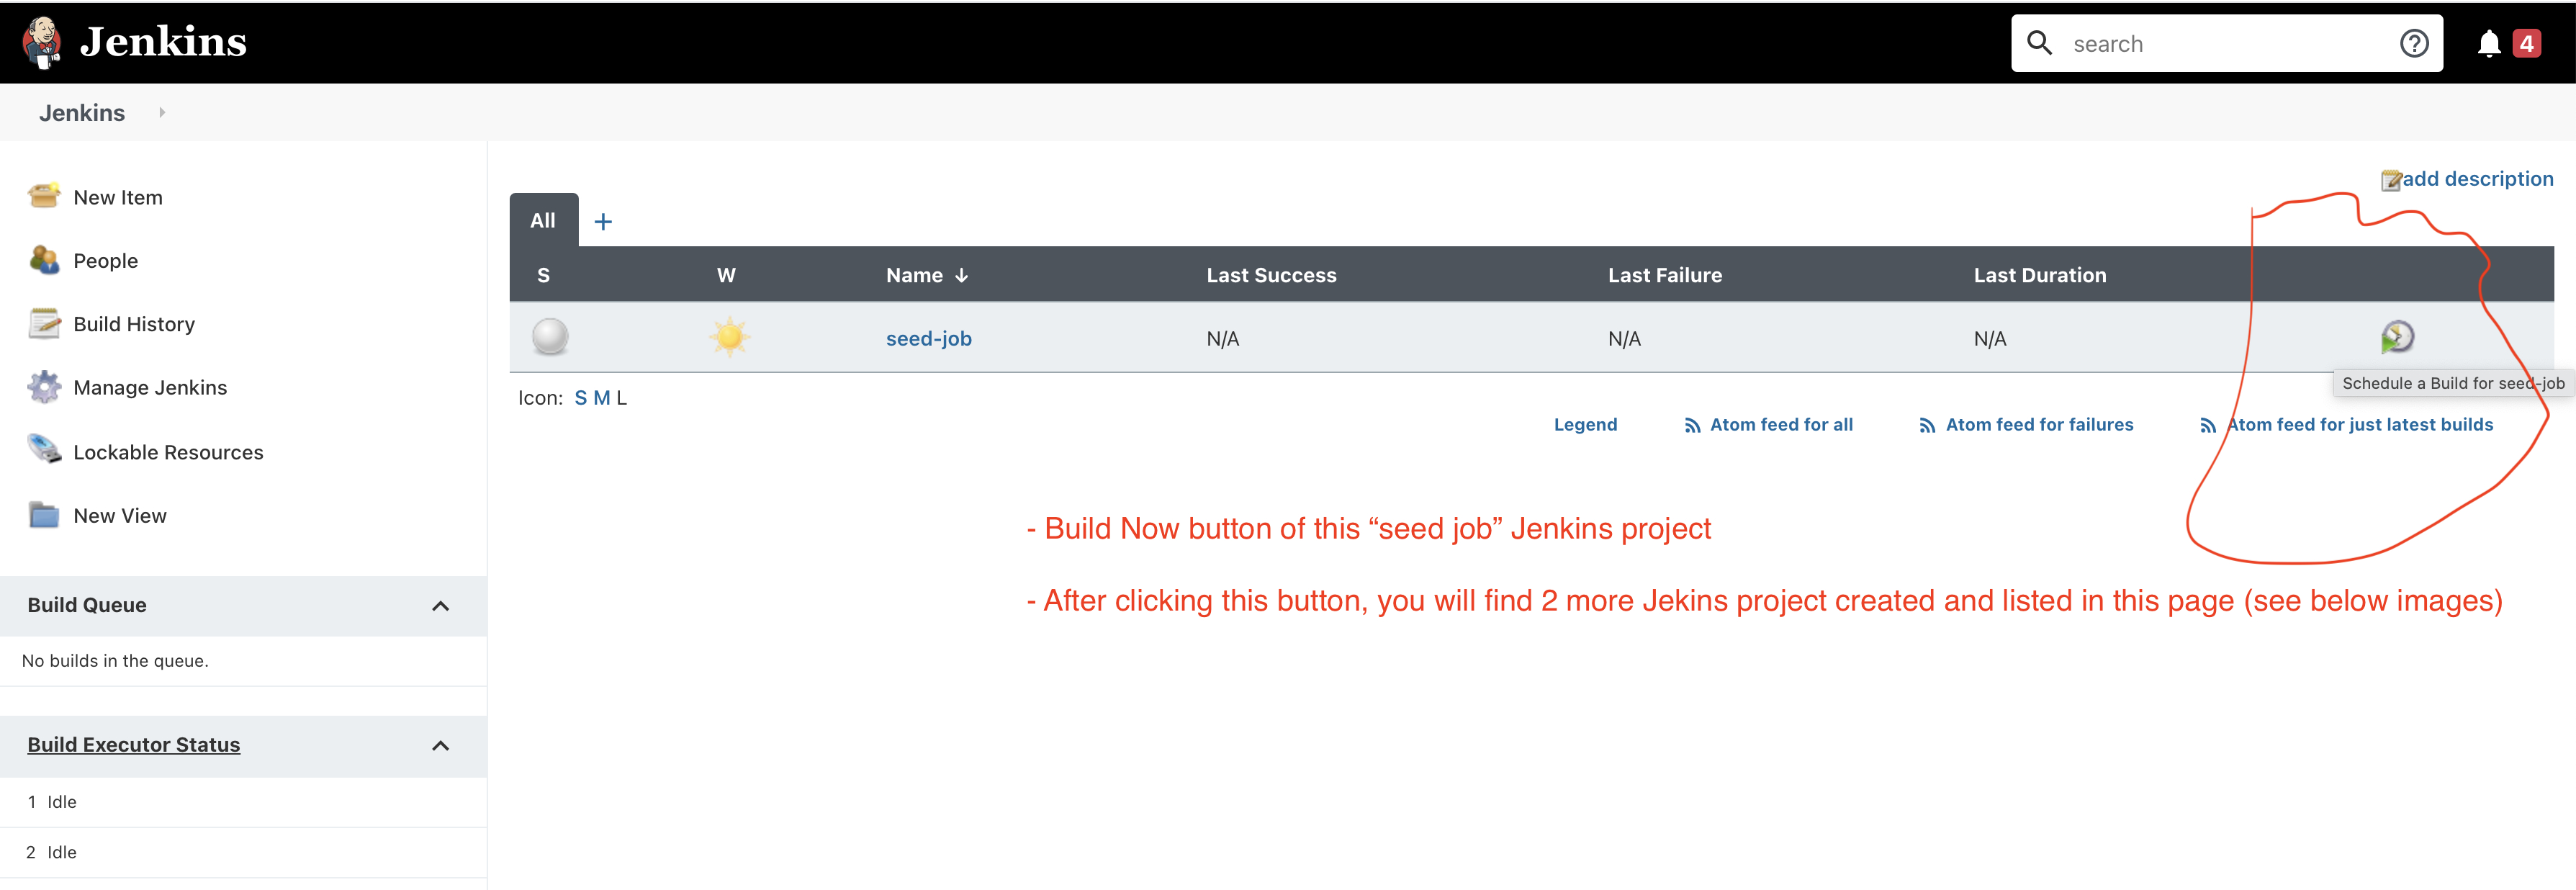 Jenkins
search
4
Jenkins
New Item
People
Build History
Manage Jenkins
Lockable Resources
New View
Build Queue
No builds in the queue.
Build Executor Status
1 Idle
2 Idle
add description
All +
S W Name ↓ Last Success Last Failure Last Duration
seed-job N/A N/A N/A
Schedule a Build for seed-job
Icon: S M L
Legend Atom feed for all Atom feed for failures Atom feed for just latest builds
- Build Now button of this “seed job” Jenkins project
- After clicking this button, you will find 2 more Jekins project created and listed in this page (see below images)